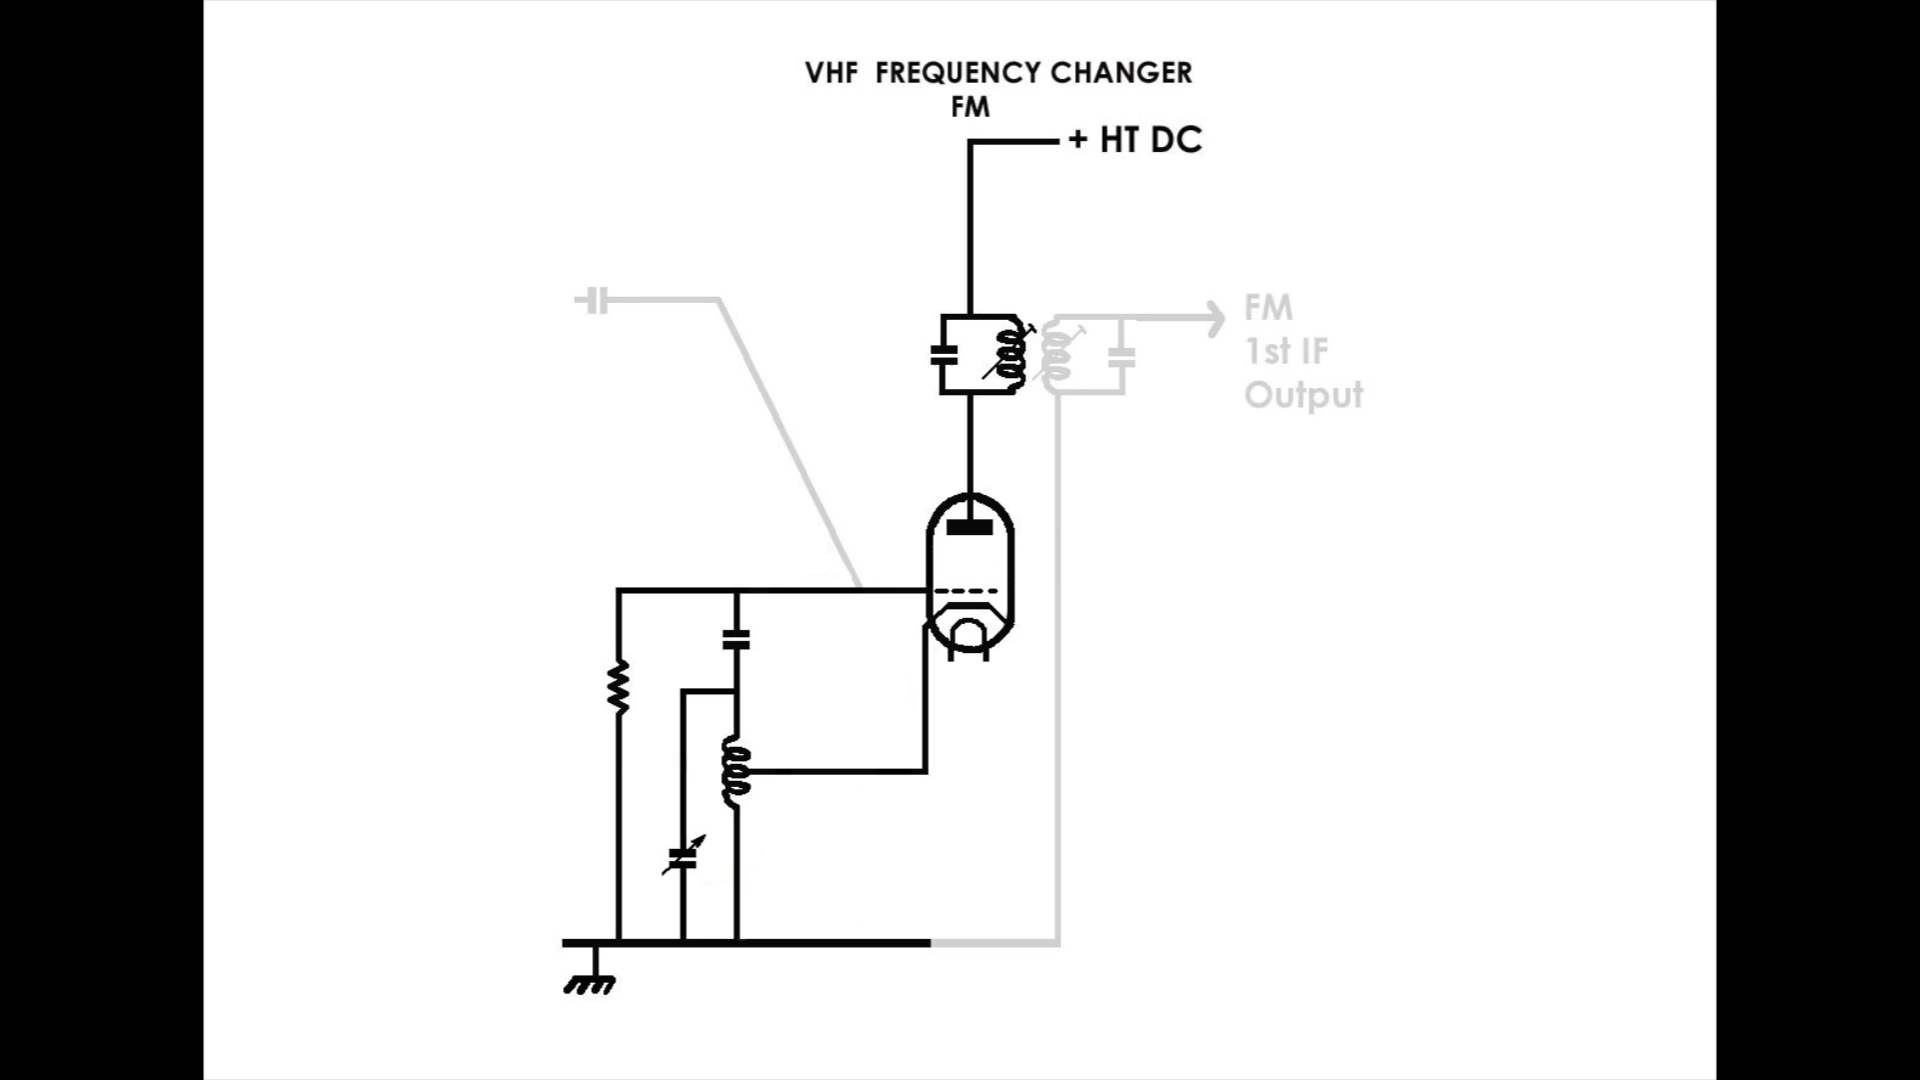 VHF FREQUENCY CHANGER
FM
+ HT DC
FM
1st IF
Output